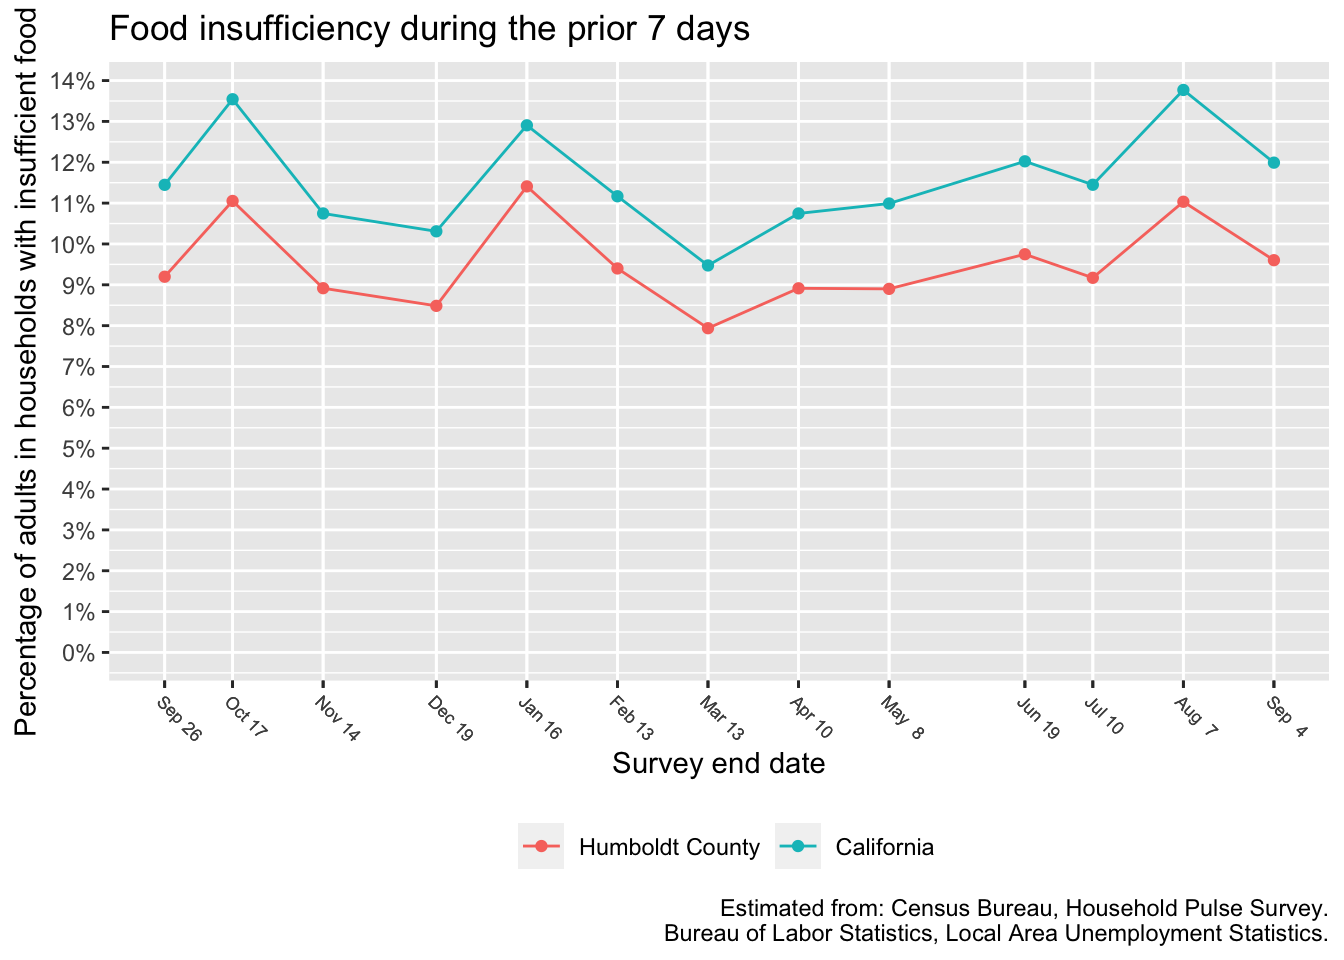 Food insufficiency during the prior 7 days
Percentage of adults in households with insufficient food
14%
13%
12%
11%
10%
9%
8%
7%
6%
5%
4%
3%
2%
1%
0%
Sep 26
Oct 17
Nov 14
Dec 19
Jan 16
Feb 13
Mar 13
Apr 10
May 8
Jun 19
Jul 10
Aug 7
Sep 4
Survey end date
Humboldt County
California
Estimated from: Census Bureau, Household Pulse Survey.
Bureau of Labor Statistics, Local Area Unemployment Statistics.